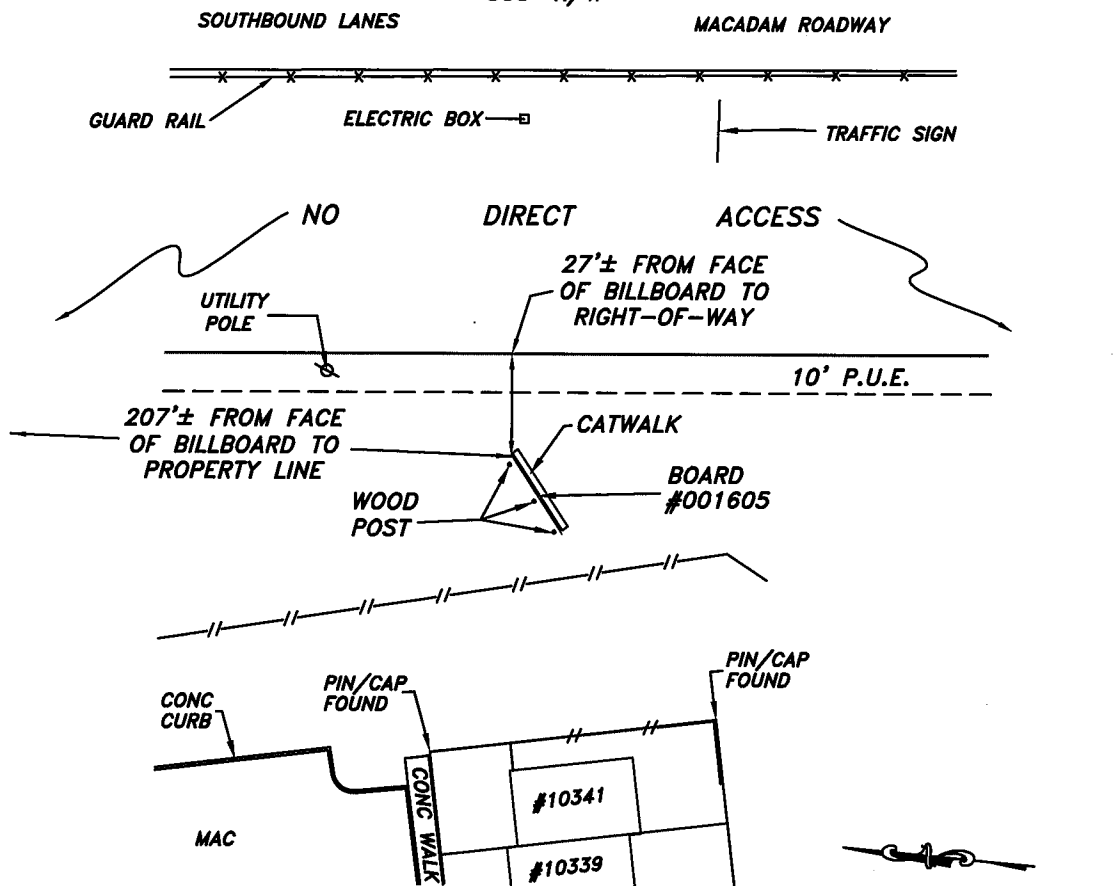 SOUTHBOUND LANES
MACADAM ROADWAY
GUARD RAIL
ELECTRIC BOX
TRAFFIC SIGN
NO DIRECT ACCESS
27'± FROM FACE
OF BILLBOARD TO
RIGHT-OF-WAY
UTILITY
POLE
10' P.U.E.
207'± FROM FACE
OF BILLBOARD TO
PROPERTY LINE
CATWALK
BOARD
#001605
WOOD
POST
PIN/CAP
FOUND
PIN/CAP
FOUND
CONC
CURB
CONC WALK
#10341
MAC
#10339